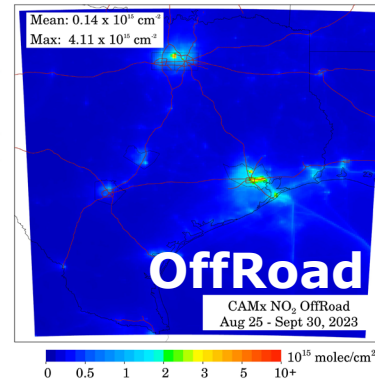 Mean: 0.14 x 10¹⁵ cm⁻²
Max: 4.11 x 10¹⁵ cm⁻²
OffRoad
CAMx NO₂ OffRoad
Aug 25 - Sept 30, 2023
10¹⁵ molec/cm²
0 0.5 1 2 3 5 10+